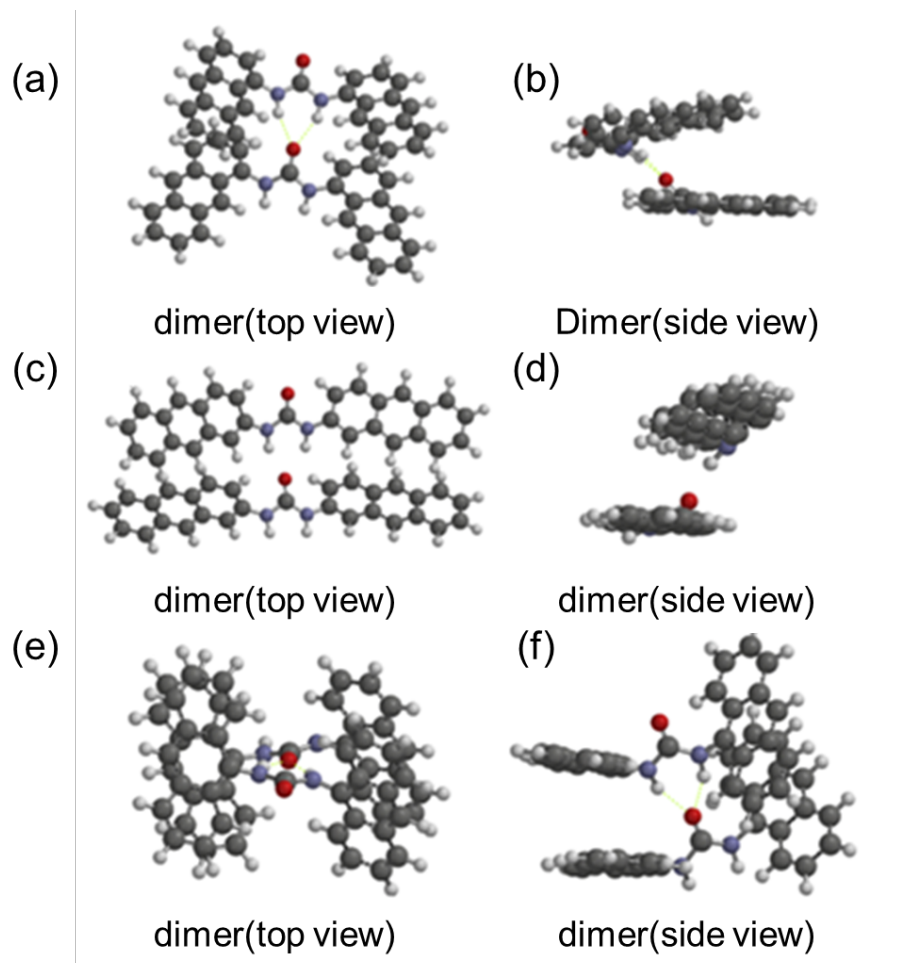 (a)
(b)
dimer(top view)
Dimer(side view)
(c)
(d)
dimer(top view)
dimer(side view)
(e)
(f)
dimer(top view)
dimer(side view)